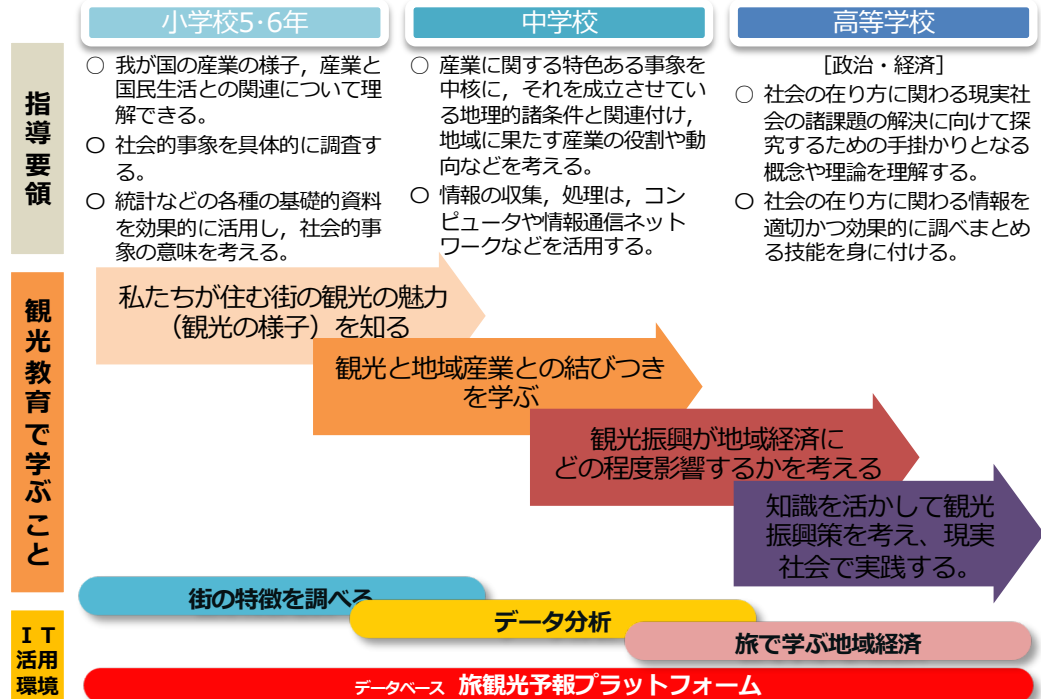 小学校5･6年
中学校
高等学校
指導要領
○ 我が国の産業の様子，産業と
国民生活との関連について理
解できる。
○ 社会的事象を具体的に調査す
る。
○ 統計などの各種の基礎的資料
を効果的に活用し，社会的事
象の意味を考える。
○ 産業に関する特色ある事象を
中核に，それを成立させてい
る地理的諸条件と関連付け，
地域に果たす産業の役割や動
向などを考える。
○ 情報の収集，処理は，コン
ピュータや情報通信ネット
ワークなどを活用する。
［政治・経済］
○ 社会の在り方に関わる現実社
会の諸課題の解決に向けて探
究するための手掛かりとなる
概念や理論を理解する。
○ 社会の在り方に関わる情報を
適切かつ効果的に調べまとめ
る技能を身に付ける。
観光教育で学ぶこと
私たちが住む街の観光の魅力
（観光の様子）を知る
観光と地域産業との結びつき
を学ぶ
観光振興が地域経済に
どの程度影響するかを考える
知識を活かして観光
振興策を考え、現実
社会で実践する。
ＩＴ
活用
環境
街の特徴を調べる
データ分析
旅で学ぶ地域経済
データベース 旅観光予報プラットフォーム